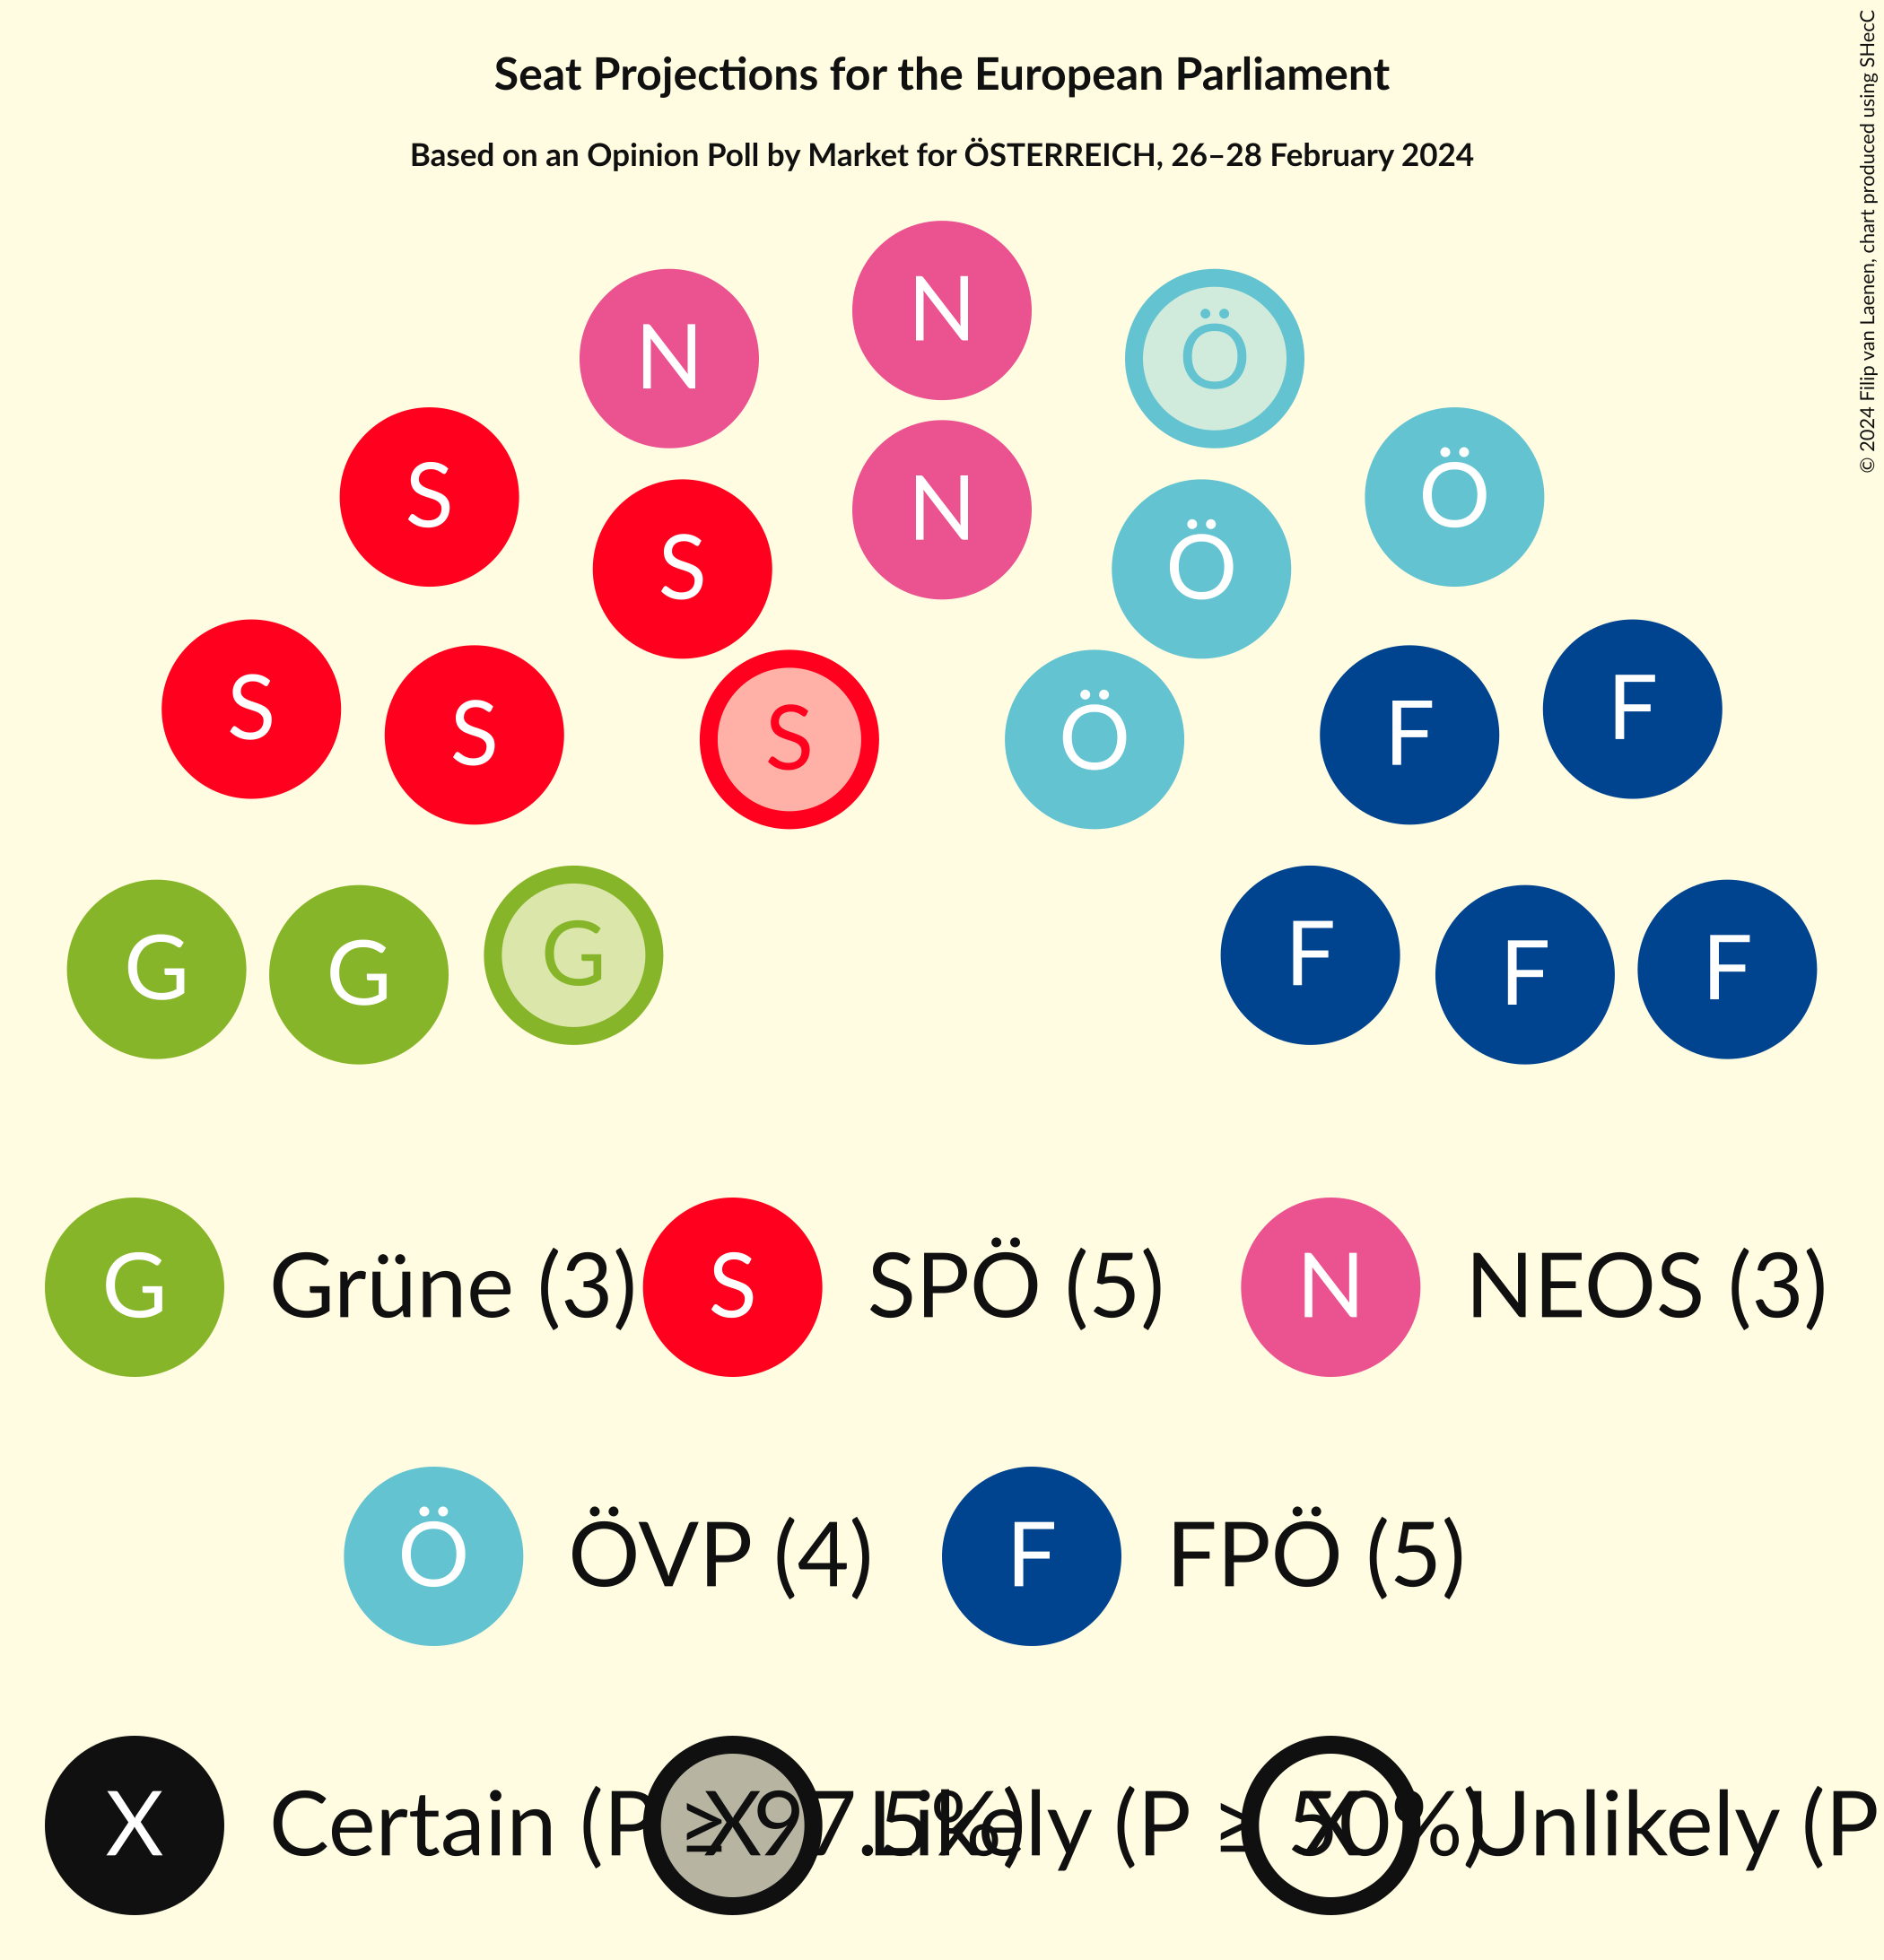 Seat Projections for the European Parliament
Based on an Opinion Poll by Market for ÖSTERREICH, 26–28 February 2024
© 2024 Filip van Laenen, chart produced using SHecC
N
N
Ö
S
S
N
Ö
Ö
S
S
S
Ö
F
F
G
G
G
F
F
F
G Grüne (3) S SPÖ (5) N NEOS (3)
Ö ÖVP (4) F FPÖ (5)
X Certain (P ≥ 97.5%) X Likely (P ≥ 50%) X Unlikely (P